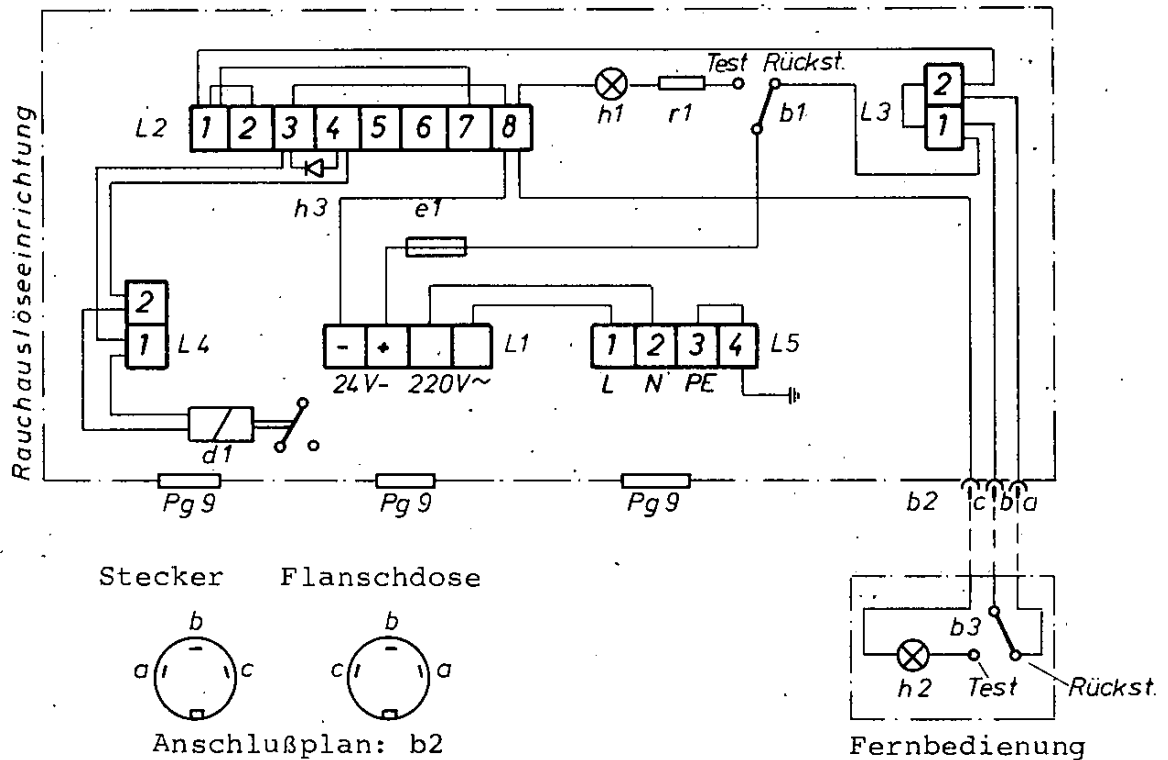 Rauchauslöseeinrichtung
Test Rückst.
L2 1 2 3 4 5 6 7 8
h1 r1 b1
L3 2 1
h3 e1
2
1 L4
- + L1
24V- 220V~
1 2 3 4 L5
L N PE
d1
Pg 9 Pg 9 Pg 9
b2 c b a
Stecker Flanschdose
b b
a c c a
Anschlußplan: b2
b3
h2 Test Rückst.
Fernbedienung